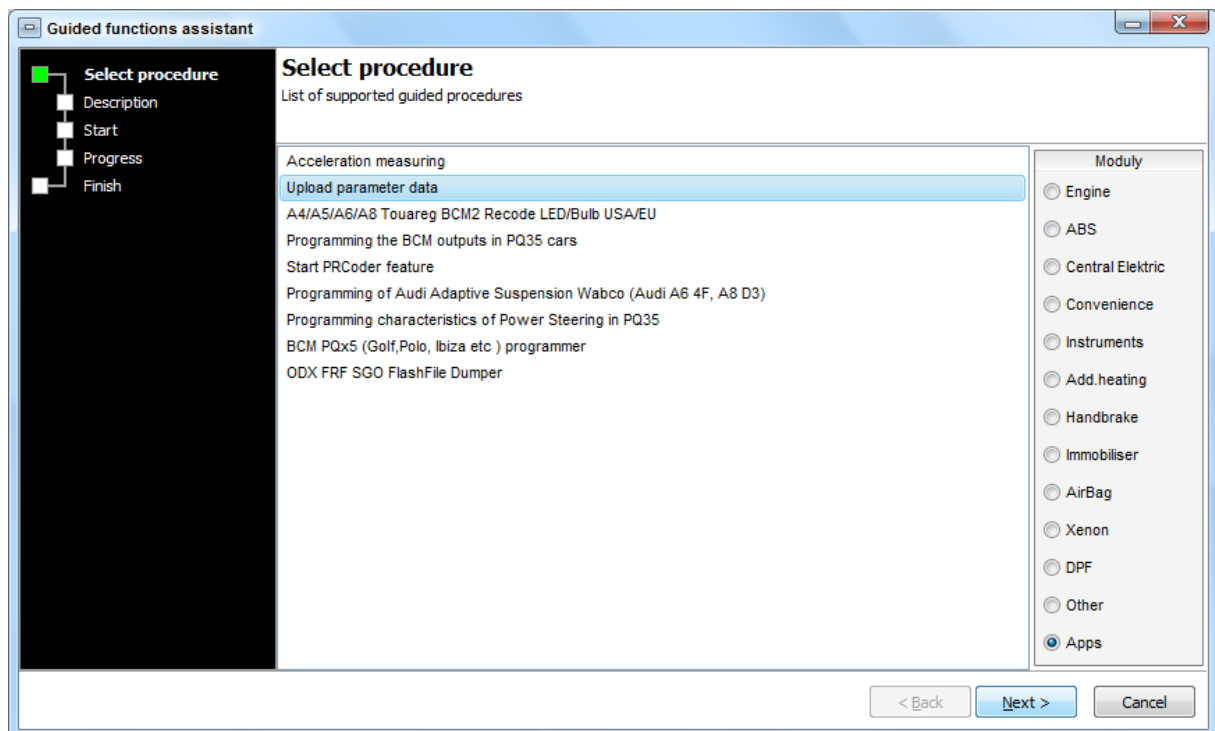 Guided functions assistant
Select procedure
Description
Start
Progress
Finish
Select procedure
List of supported guided procedures
Acceleration measuring
Upload parameter data
A4/A5/A6/A8 Touareg BCM2 Recode LED/Bulb USA/EU
Programming the BCM outputs in PQ35 cars
Start PRCoder feature
Programming of Audi Adaptive Suspension Wabco (Audi A6 4F, A8 D3)
Programming characteristics of Power Steering in PQ35
BCM PQx5 (Golf,Polo, Ibiza etc ) programmer
ODX FRF SGO FlashFile Dumper
Moduly
Engine
ABS
Central Elektric
Convenience
Instruments
Add.heating
Handbrake
Immobiliser
AirBag
Xenon
DPF
Other
Apps
< Back
Next >
Cancel